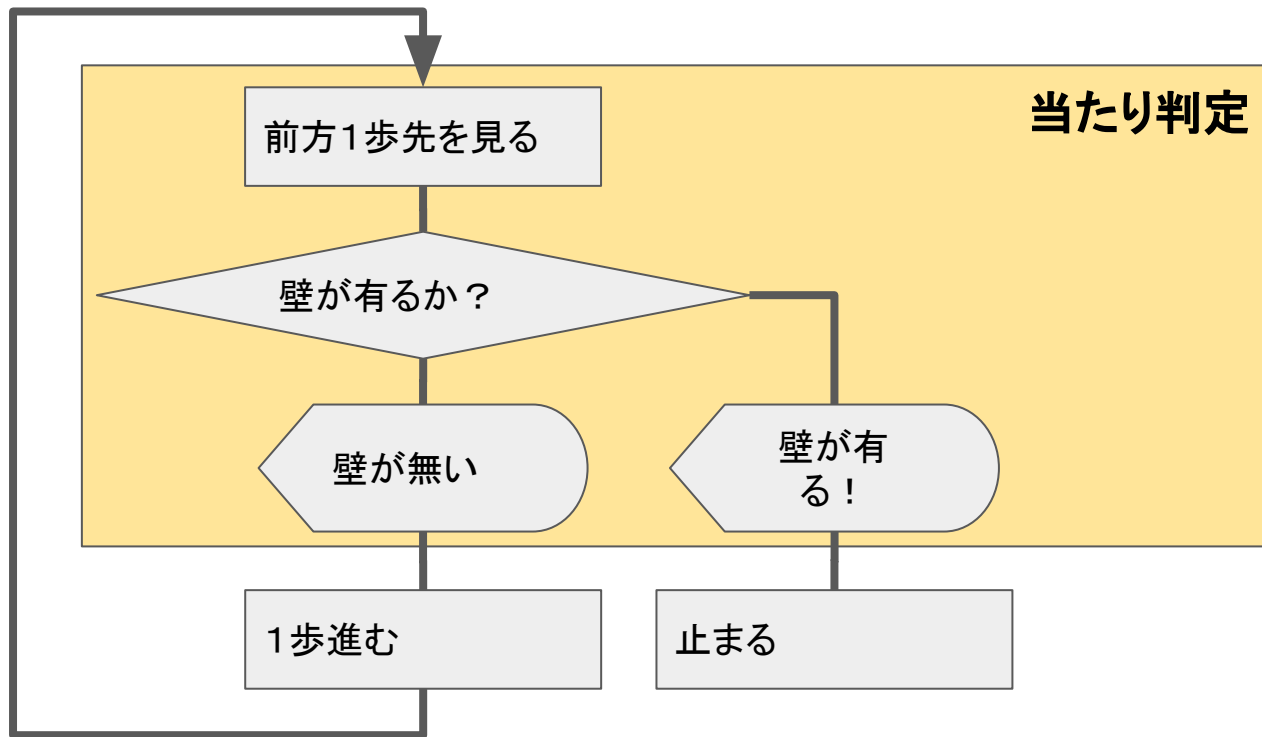 当たり判定
前方１歩先を見る
壁が有るか？
壁が無い
壁が有
る！
１歩進む
止まる